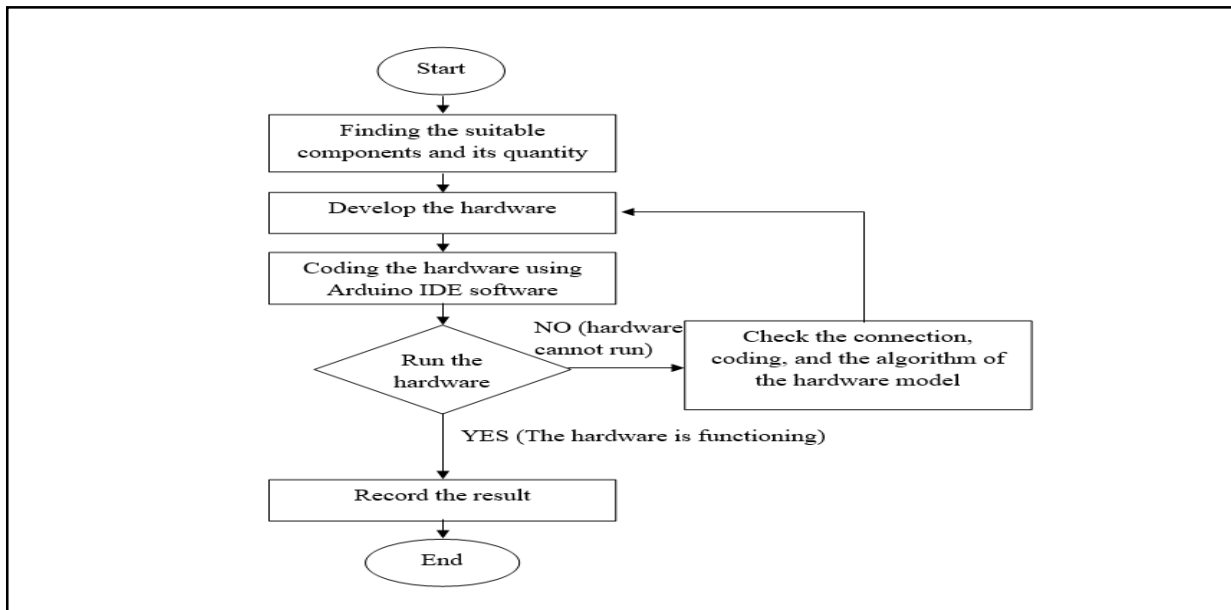 Start
Finding the suitable
components and its quantity
Develop the hardware
Coding the hardware using
Arduino IDE software
Run the
hardware
NO (hardware
cannot run)
Check the connection,
coding, and the algorithm of
the hardware model
YES (The hardware is functioning)
Record the result
End